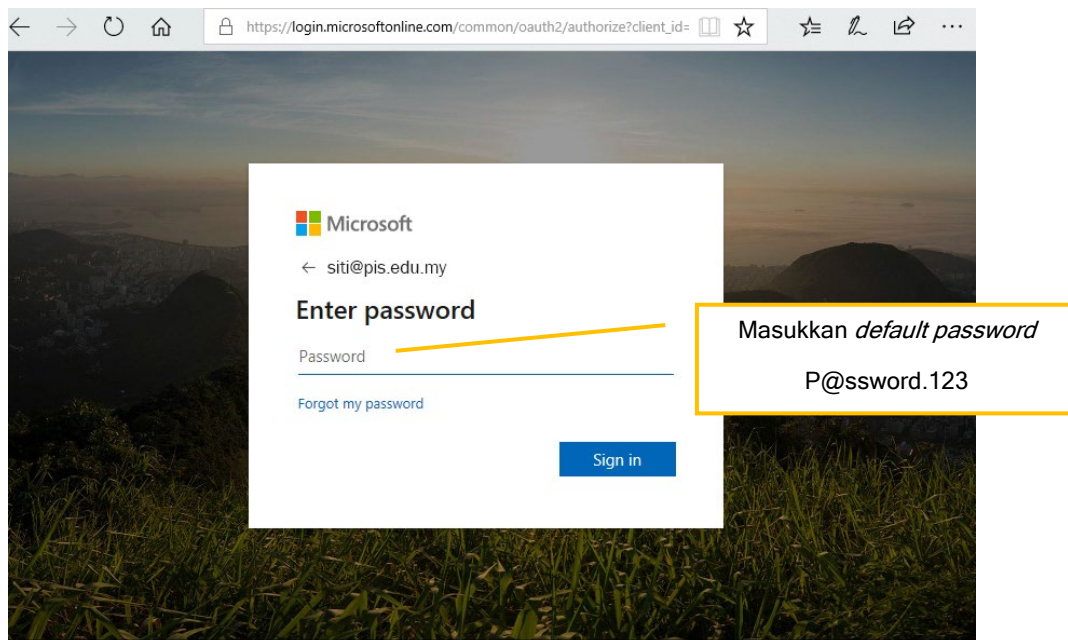 https://login.microsoftonline.com/common/oauth2/authorize?client_id=
Microsoft
← siti@pis.edu.my
Enter password
Password
Forgot my password
Sign in
Masukkan default password
P@ssword.123